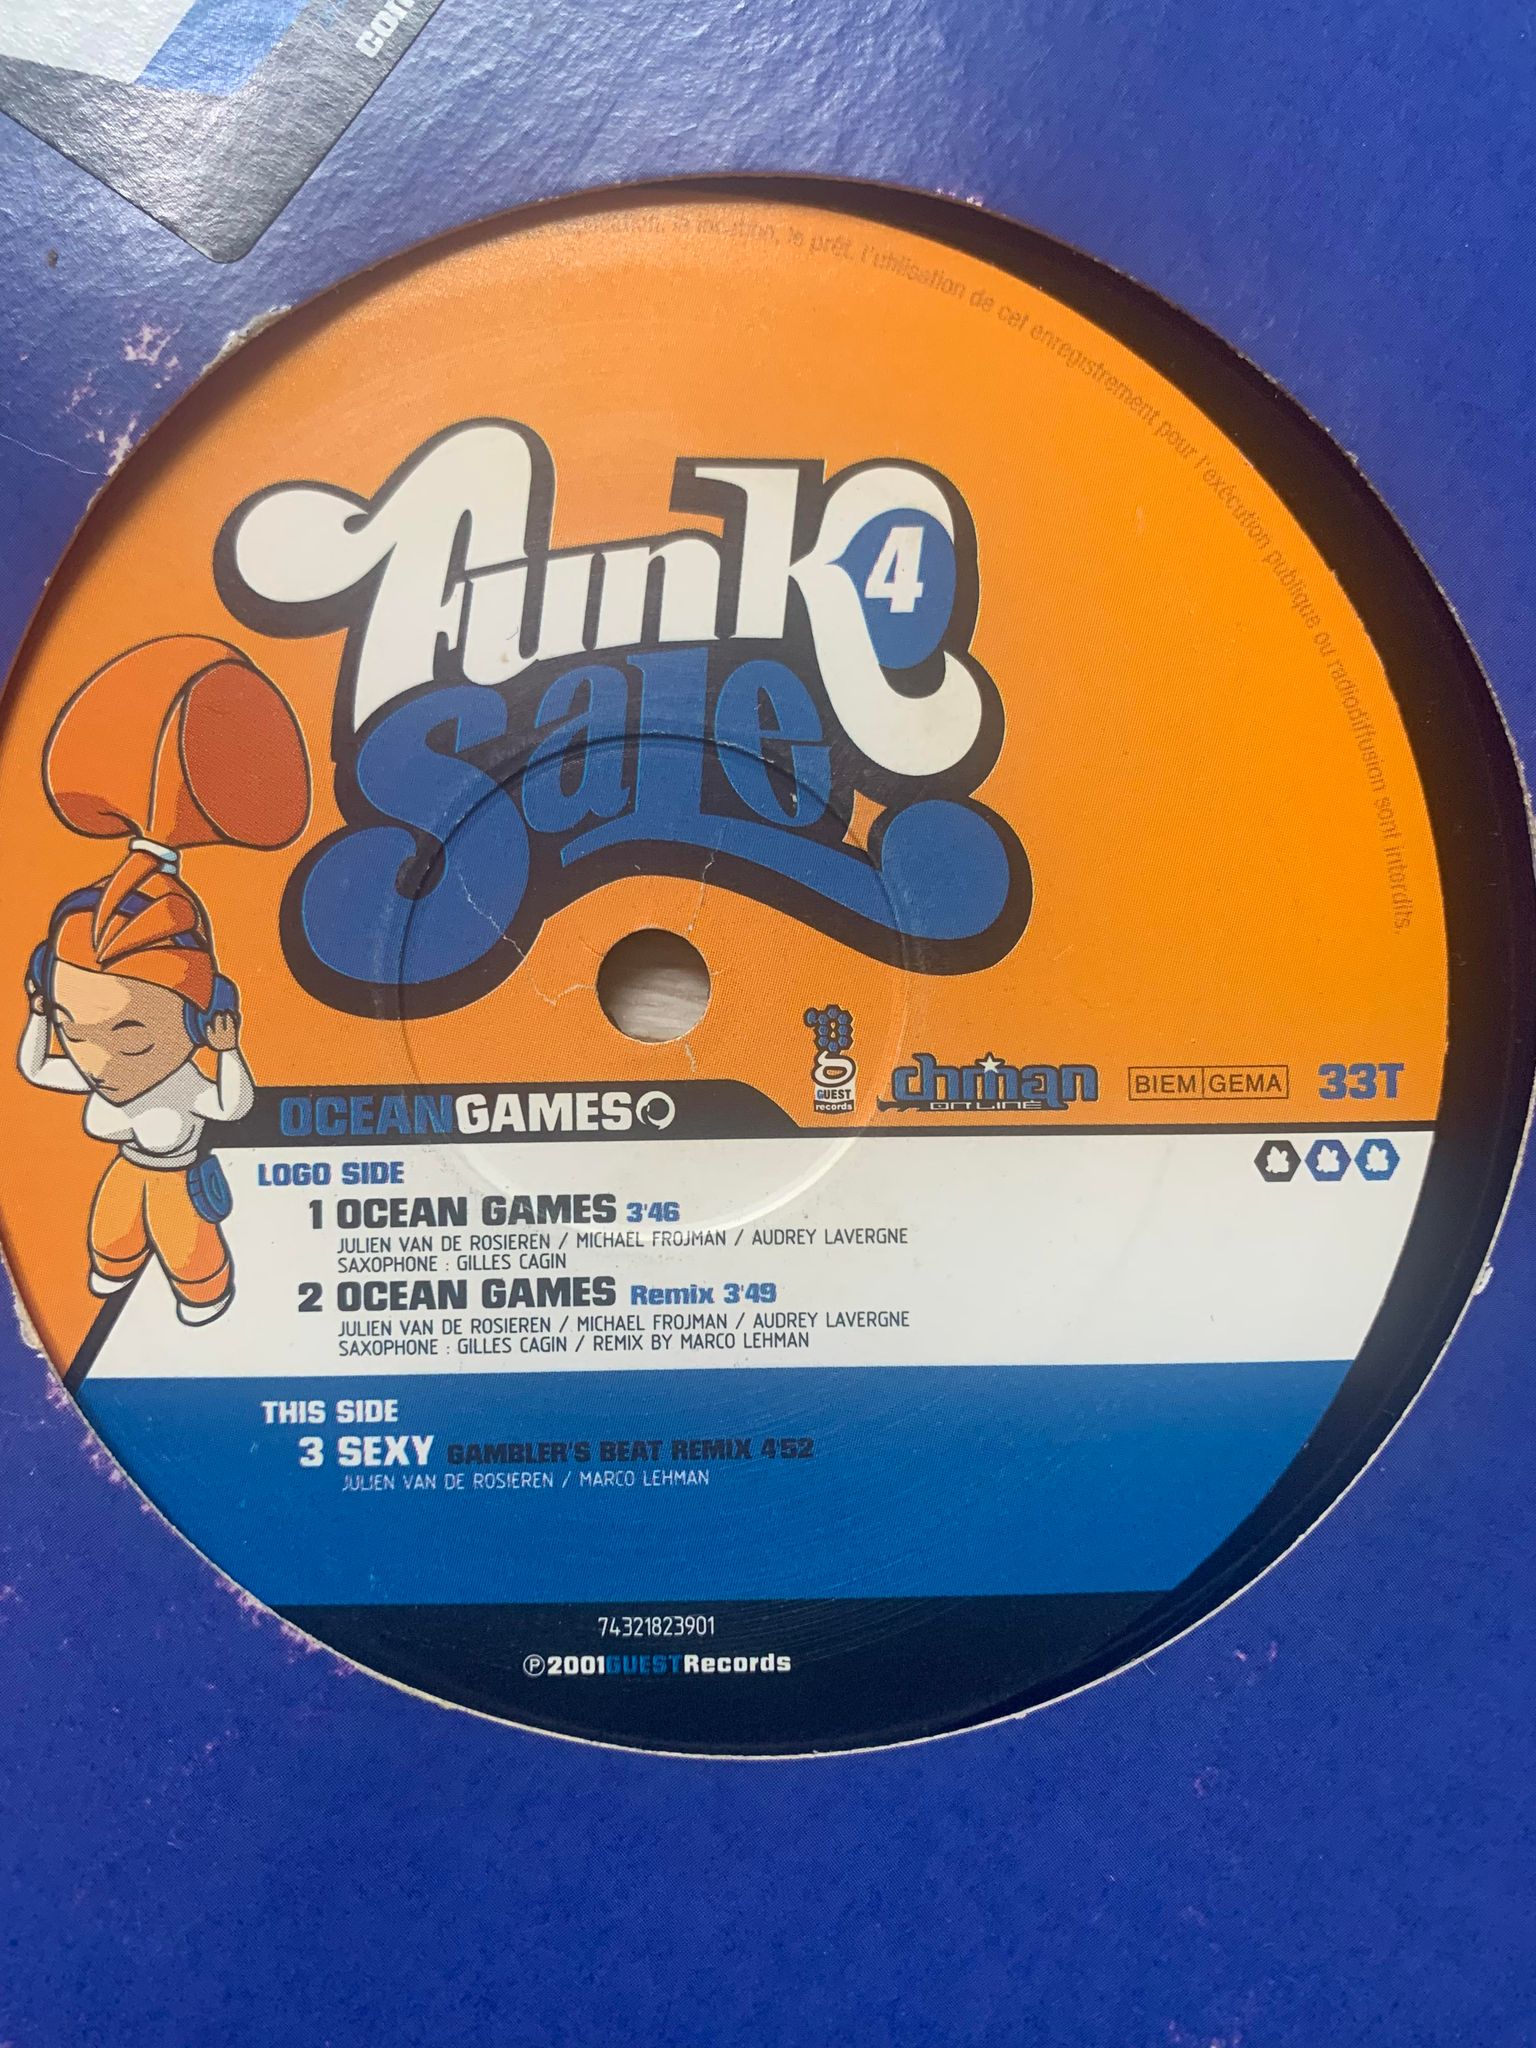 con
la location, le prêt, l'utilisation de cet enregistrement pour l'exécution publique ou radiodiffusion sont interdits.
Funk 4
Sale
OCEANGAMES
GUEST
records
chman
ONLINE
BIEM GEMA
33T
LOGO SIDE
1 OCEAN GAMES 3'46
JULIEN VAN DE ROSIEREN / MICHAEL FROJMAN / AUDREY LAVERGNE
SAXOPHONE : GILLES CAGIN
2 OCEAN GAMES Remix 3'49
JULIEN VAN DE ROSIEREN / MICHAEL FROJMAN / AUDREY LAVERGNE
SAXOPHONE : GILLES CAGIN / REMIX BY MARCO LEHMAN
THIS SIDE
3 SEXY GAMBLER'S BEAT REMIX 4'52
JULIEN VAN DE ROSIEREN / MARCO LEHMAN
74321823901
℗2001GUESTRecords